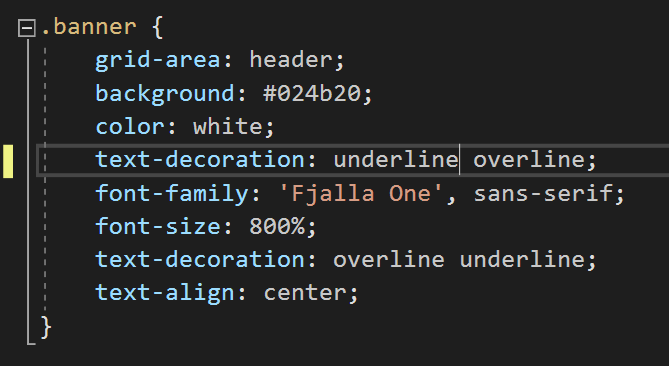 .banner {
    grid-area: header;
    background: #024b20;
    color: white;
    text-decoration: underline overline;
    font-family: 'Fjalla One', sans-serif;
    font-size: 800%;
    text-decoration: overline underline;
    text-align: center;
}